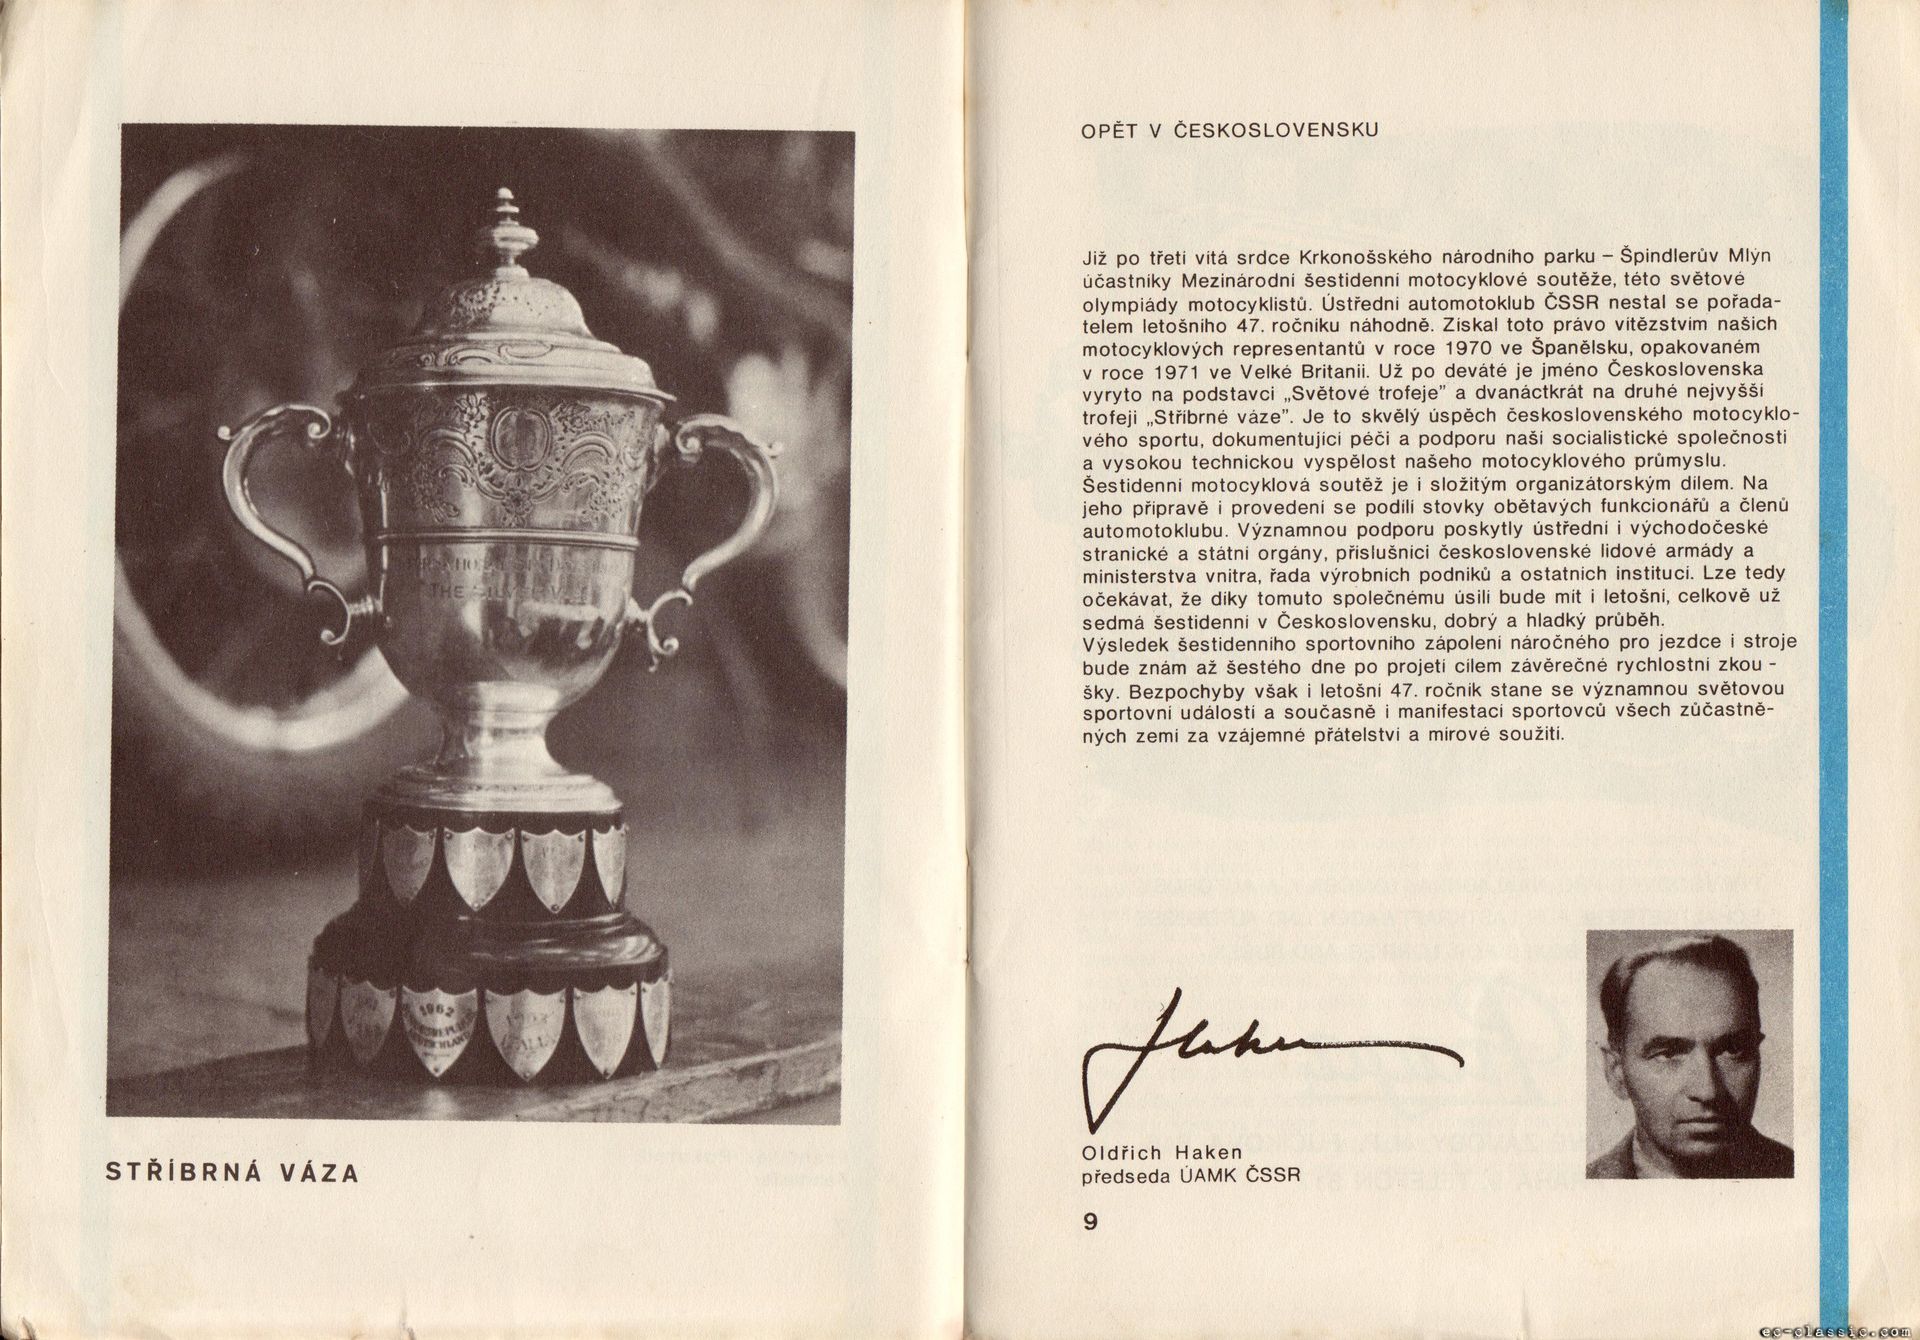 THE SILVER
1962
STŘÍBRNÁ VÁZA
OPĚT V ČESKOSLOVENSKU
Již po třetí vítá srdce Krkonošského národního parku – Špindlerův Mlýn
účastníky Mezinárodní šestidenní motocyklové soutěže, této světové
olympiády motocyklistů. Ústřední automotoklub ČSSR nestal se pořada-
telem letošního 47. ročníku náhodně. Získal toto právo vítězstvím našich
motocyklových representantů v roce 1970 ve Španělsku, opakovaném
v roce 1971 ve Velké Britanii. Už po deváté je jméno Československa
vyryto na podstavci „Světové trofeje” a dvanáctkrát na druhé nejvyšší
trofeji „Stříbrné váze”. Je to skvělý úspěch československého motocyklo-
vého sportu, dokumentující péči a podporu naší socialistické společnosti
a vysokou technickou vyspělost našeho motocyklového průmyslu.
Šestidenní motocyklová soutěž je i složitým organizátorským dílem. Na
jeho přípravě i provedení se podílí stovky obětavých funkcionářů a členů
automotoklubu. Významnou podporu poskytly ústřední i východočeské
stranické a státní orgány, příslušníci československé lidové armády a
ministerstva vnitra, řada výrobních podniků a ostatních institucí. Lze tedy
očekávat, že díky tomuto společnému úsilí bude mít i letošní, celkově už
sedmá šestidenní v Československu, dobrý a hladký průběh.
Výsledek šestidenního sportovního zápolení náročného pro jezdce i stroje
bude znám až šestého dne po projetí cílem závěrečné rychlostní zkou -
šky. Bezpochyby však i letošní 47. ročník stane se významnou světovou
sportovní událostí a současně i manifestací sportovců všech zůčastně-
ných zemí za vzájemné přátelství a mírové soužití.
Haken
Oldřich Haken
předseda ÚAMK ČSSR
9
ec-classic.com